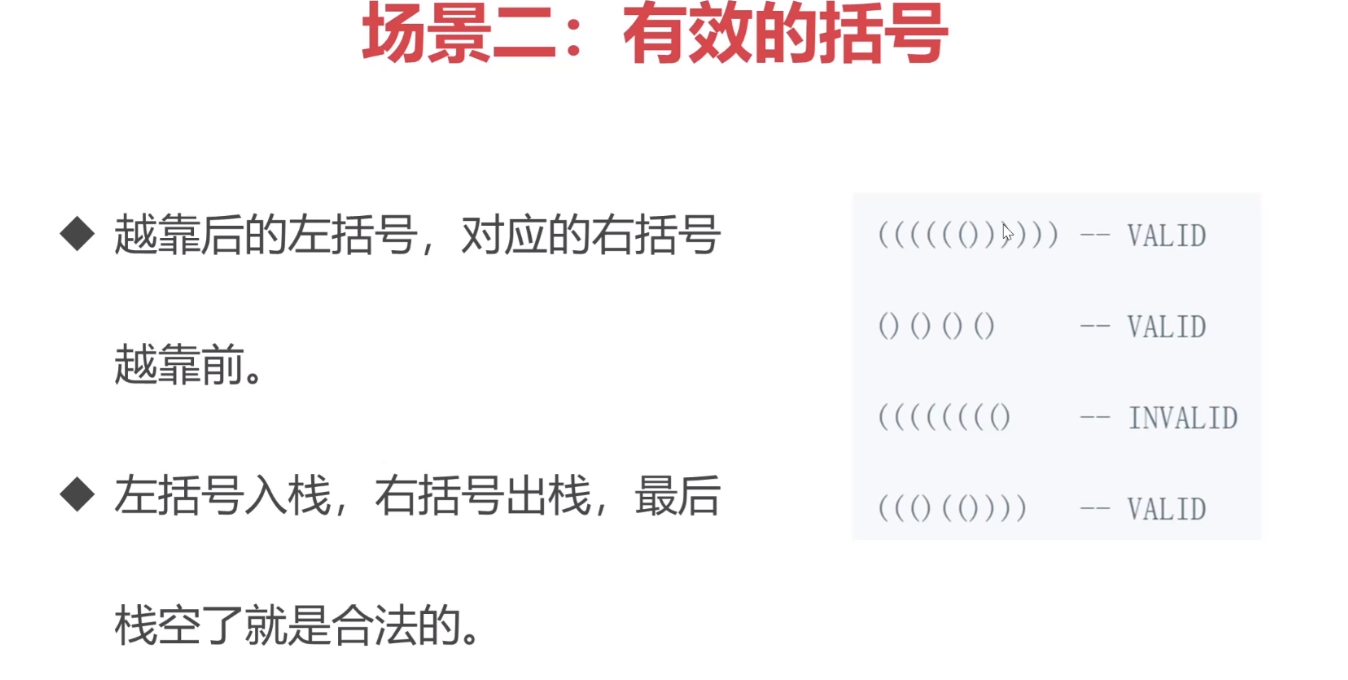 场景二：有效的括号
越靠后的左括号，对应的右括号
越靠前。
左括号入栈，右括号出栈，最后
栈空了就是合法的。
(((((())))))  -- VALID
()()()()  -- VALID
(((((((()  -- INVALID
((()(())))  -- VALID